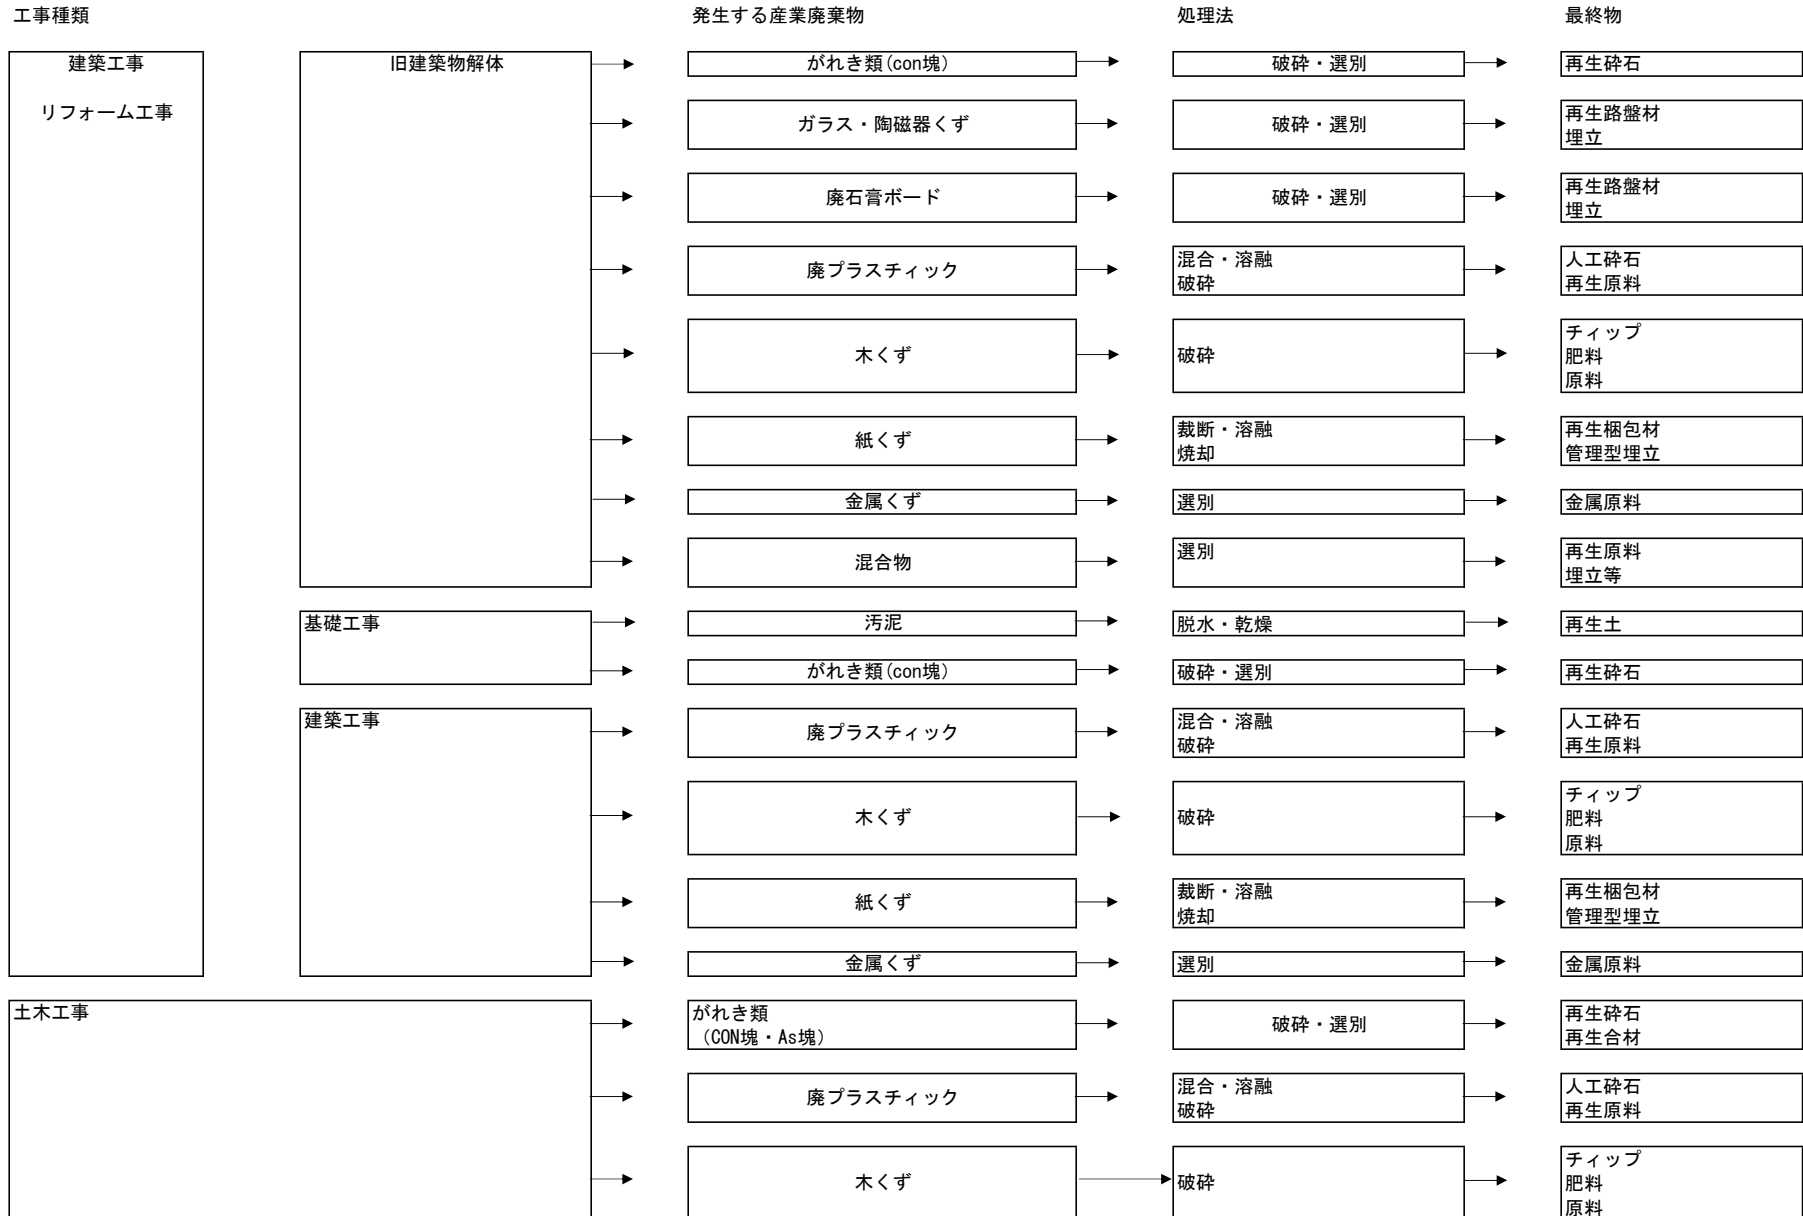 工事種類
発生する産業廃棄物
処理法
最終物
建築工事
旧建築物解体
がれき類(con塊)
破砕・選別
再生砕石
リフォーム工事
ガラス・陶磁器くず
破砕・選別
再生路盤材
埋立
廃石膏ボード
破砕・選別
再生路盤材
埋立
廃プラスティック
混合・溶融
破砕
人工砕石
再生原料
木くず
破砕
チィップ
肥料
原料
紙くず
裁断・溶融
焼却
再生梱包材
管理型埋立
金属くず
選別
金属原料
混合物
選別
再生原料
埋立等
基礎工事
汚泥
脱水・乾燥
再生土
がれき類(con塊)
破砕・選別
再生砕石
建築工事
廃プラスティック
混合・溶融
破砕
人工砕石
再生原料
木くず
破砕
チィップ
肥料
原料
紙くず
裁断・溶融
焼却
再生梱包材
管理型埋立
金属くず
選別
金属原料
土木工事
がれき類
(CON塊・As塊)
破砕・選別
再生砕石
再生合材
廃プラスティック
混合・溶融
破砕
人工砕石
再生原料
木くず
破砕
チィップ
肥料
原料